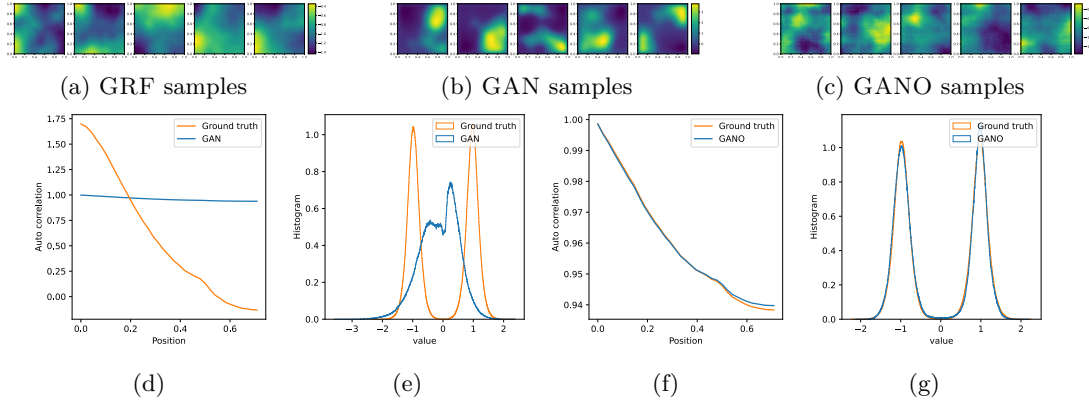 (a) GRF samples
(b) GAN samples
(c) GANO samples
1.75
1.50
1.25
1.00
0.75
0.50
0.25
0.00
Auto correlation
Ground truth
GAN
0.0 0.2 0.4 0.6
Position
(d)
1.0
0.8
0.6
0.4
0.2
0.0
Histogram
Ground truth
GAN
−3 −2 −1 0 1 2
value
(e)
1.00
0.99
0.98
0.97
0.96
0.95
0.94
Auto correlation
Ground truth
GANO
0.0 0.2 0.4 0.6
Position
(f)
1.0
0.8
0.6
0.4
0.2
0.0
Histogram
Ground truth
GANO
−2 −1 0 1 2
value
(g)